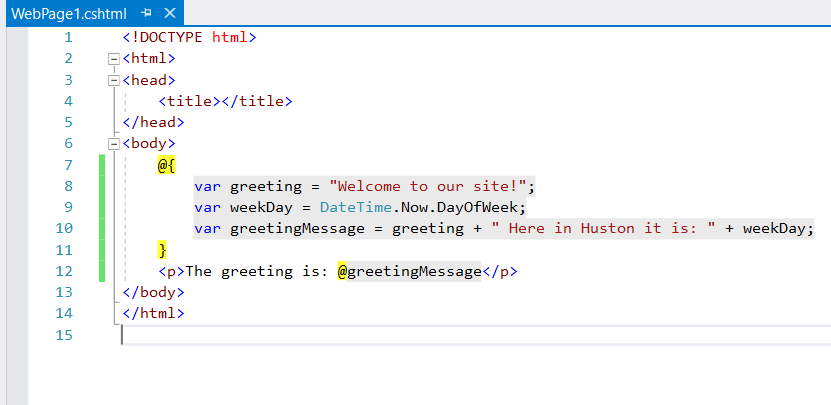 WebPage1.cshtml
1 <!DOCTYPE html>
2 <html>
3 <head>
4 <title></title>
5 </head>
6 <body>
7 @{
8 var greeting = "Welcome to our site!";
9 var weekDay = DateTime.Now.DayOfWeek;
10 var greetingMessage = greeting + " Here in Huston it is: " + weekDay;
11 }
12 <p>The greeting is: @greetingMessage</p>
13 </body>
14 </html>
15